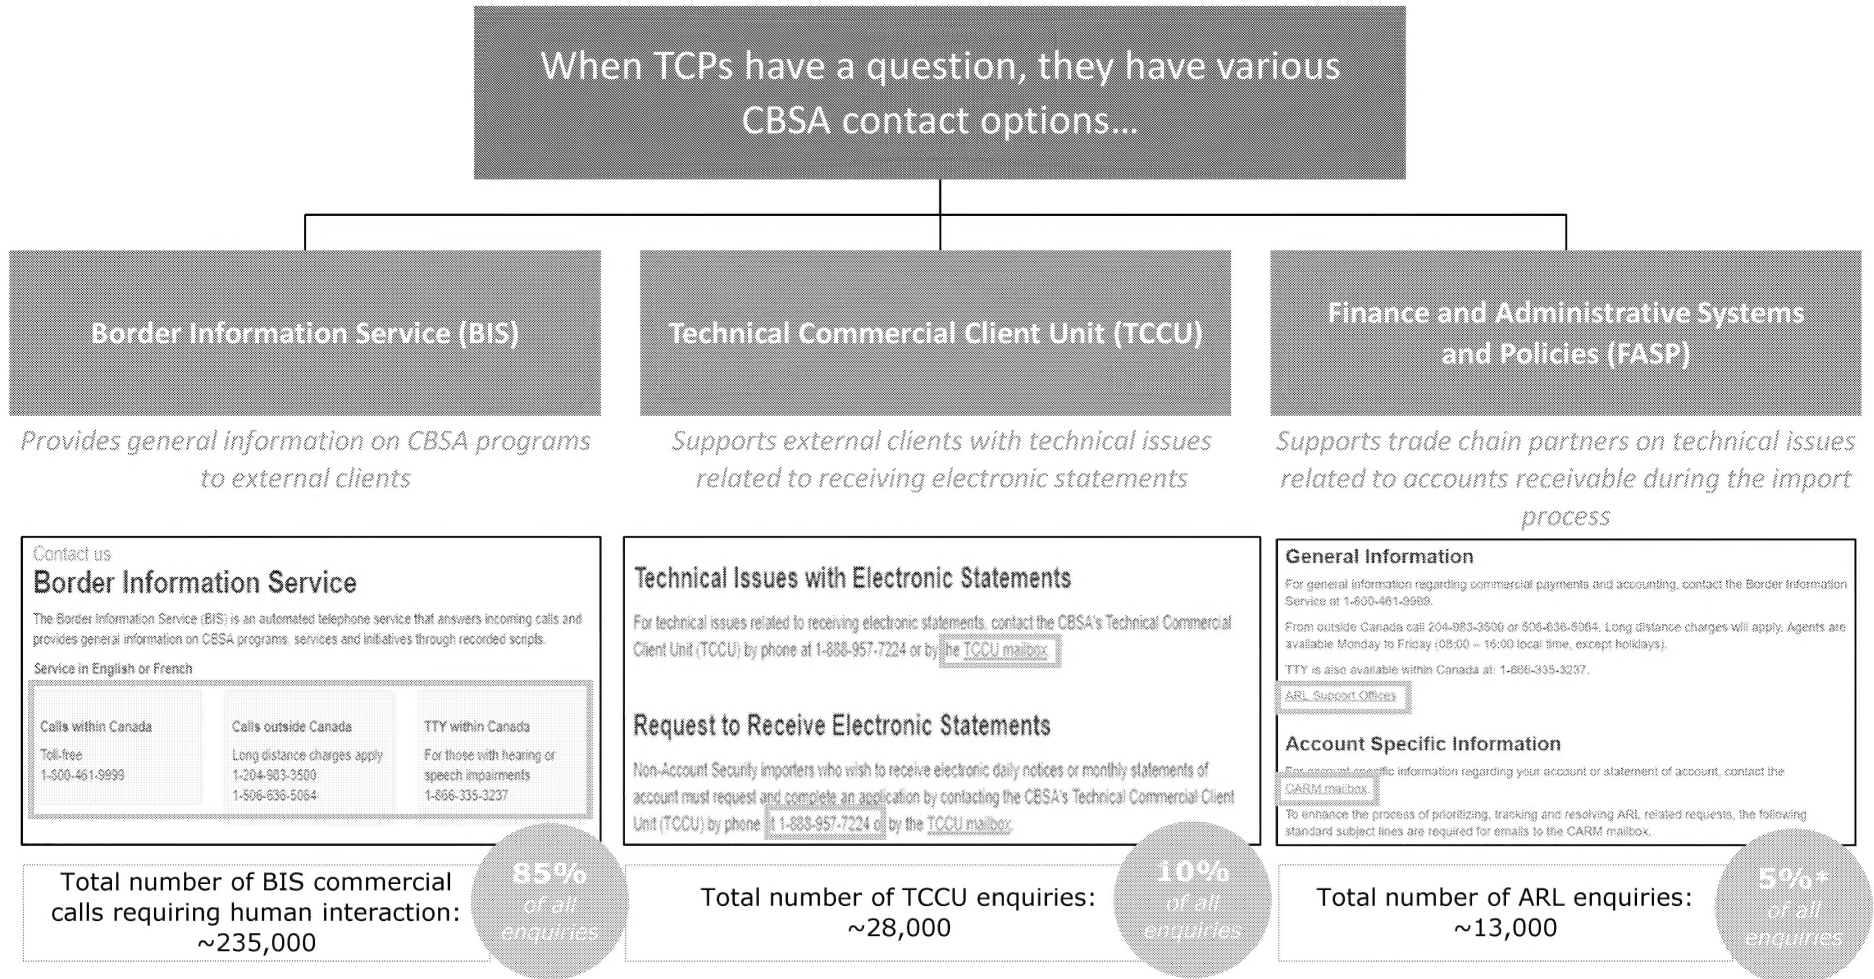 When TCPs have a question, they have various
CBSA contact options...
Border Information Service (BIS)
Provides general information on CBSA programs
to external clients
Contact us
Border Information Service
The Border Information Service (BIS) is an automated telephone service that answers incoming calls and
provides general information on CBSA programs, services and initiatives through recorded scripts.
Service in English or French
Calls within Canada
Toll-free
1-800-461-9999
Calls outside Canada
Long distance charges apply
1-204-983-3500
1-506-636-5064
TTY within Canada
For those with hearing or
speech impairments
1-866-335-3237
Total number of BIS commercial
calls requiring human interaction:
~235,000
85%
of all
enquiries
Technical Commercial Client Unit (TCCU)
Supports external clients with technical issues
related to receiving electronic statements
Technical Issues with Electronic Statements
For technical issues related to receiving electronic statements, contact the CBSA's Technical Commercial
Client Unit (TCCU) by phone at 1-888-957-7224 or by the TCCU mailbox.
Request to Receive Electronic Statements
Non-Account Security importers who wish to receive electronic daily notices or monthly statements of
account must request and complete an application by contacting the CBSA's Technical Commercial Client
Unit (TCCU) by phone at 1-888-957-7224 or by the TCCU mailbox.
Total number of TCCU enquiries:
~28,000
10%
of all
enquiries
Finance and Administrative Systems
and Policies (FASP)
Supports trade chain partners on technical issues
related to accounts receivable during the import
process
General Information
For general information regarding commercial payments and accounting, contact the Border Information
Service at 1-800-461-9999.
From outside Canada call 204-983-3500 or 506-636-5064. Long distance charges will apply. Agents are
available Monday to Friday (08:00 – 16:00 local time, except holidays).
TTY is also available within Canada at: 1-866-335-3237.
ARL Support Offices
Account Specific Information
For account specific information regarding your account or statement of account, contact the
CARM mailbox.
To enhance the process of prioritizing, tracking and resolving ARL related requests, the following
standard subject lines are required for emails to the CARM mailbox.
Total number of ARL enquiries:
~13,000
5%*
of all
enquiries